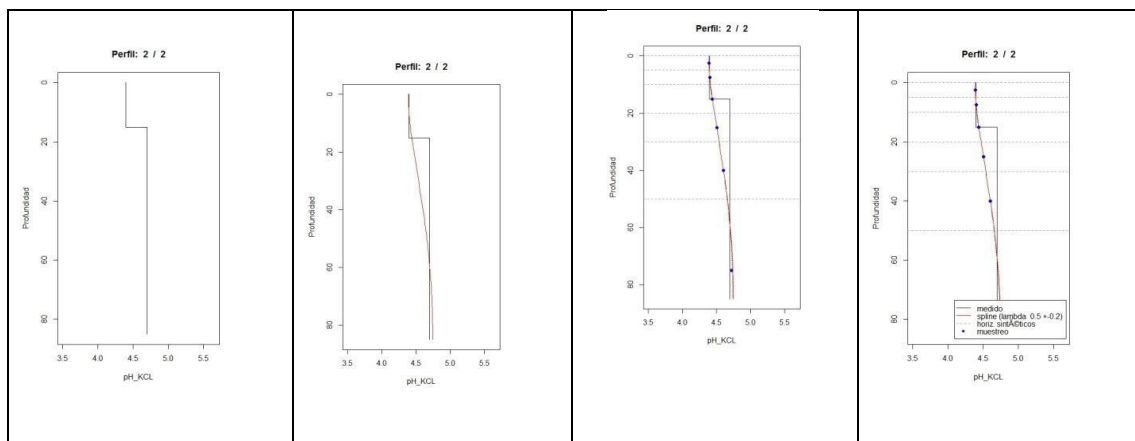 Perfil: 2 / 2
Profundidad
0
20
40
60
80
3.5 4.0 4.5 5.0 5.5
pH_KCL
Perfil: 2 / 2
Profundidad
0
20
40
60
80
3.5 4.0 4.5 5.0 5.5
pH_KCL
Perfil: 2 / 2
Profundidad
0
20
40
60
80
3.5 4.0 4.5 5.0 5.5
pH_KCL
Perfil: 2 / 2
Profundidad
0
20
40
60
80
medido
spline (lambda 0.5 +-0.2)
horiz. sintÃ©ticos
muestreo
3.5 4.0 4.5 5.0 5.5
pH_KCL